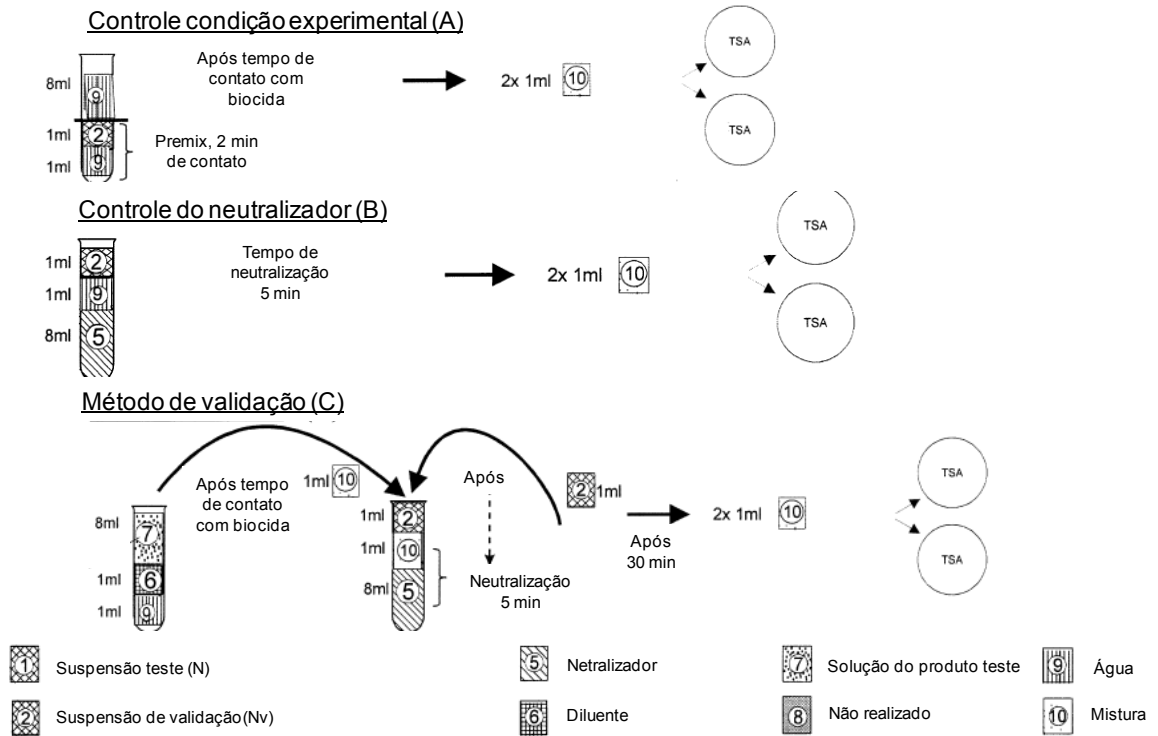 Controle condição experimental (A)
8ml
9
Após tempo de
contato com
biocida
2x 1ml 10
TSA
TSA
1ml
2
1ml
9
Premix, 2 min
de contato
Controle do neutralizador (B)
1ml
2
1ml
9
8ml
5
Tempo de
neutralização
5 min
2x 1ml 10
TSA
TSA
Método de validação (C)
8ml
7
1ml
6
1ml
9
Após tempo
de contato
com biocida
1ml 10
1ml
2
1ml
10
8ml
5
Após
Neutralização
5 min
2 1ml
Após
30 min
2x 1ml 10
TSA
TSA
1 Suspensão teste (N)
5 Netralizador
7 Solução do produto teste
9 Água
2 Suspensão de validação (Nv)
6 Diluente
8 Não realizado
10 Mistura